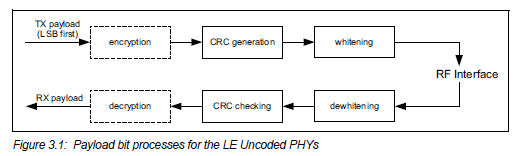 TX payload
(LSB first)
encryption
CRC generation
whitening
RF Interface
RX payload
decryption
CRC checking
dewhitening
Figure 3.1: Payload bit processes for the LE Uncoded PHYs